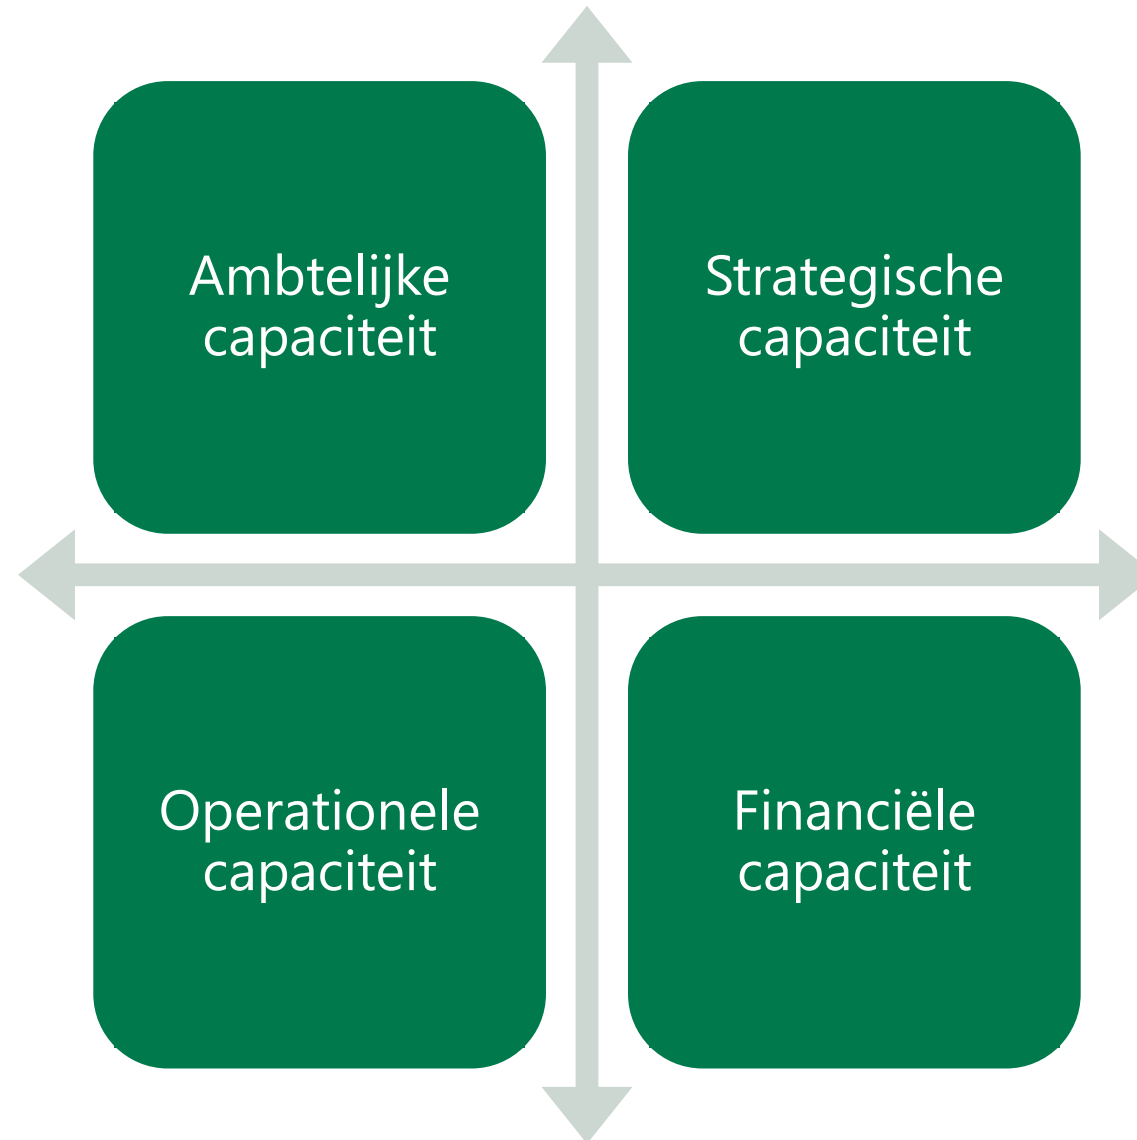 Ambtelijke
capaciteit
Strategische
capaciteit
Operationele
capaciteit
Financiële
capaciteit